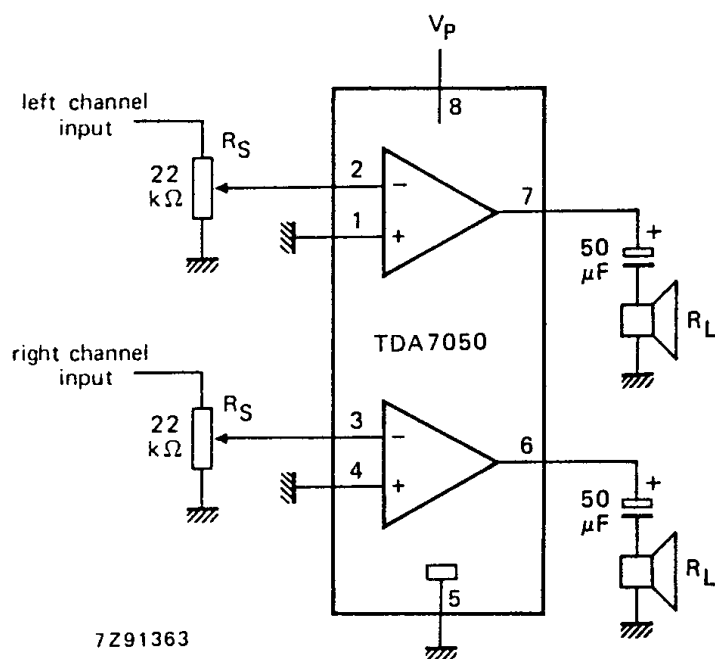 V_P
8
left channel
input
R_S
22
kΩ
2
−
1
+
7
+
50
μF
R_L
TDA7050
right channel
input
R_S
22
kΩ
3
−
4
+
6
+
50
μF
R_L
5
7Z91363